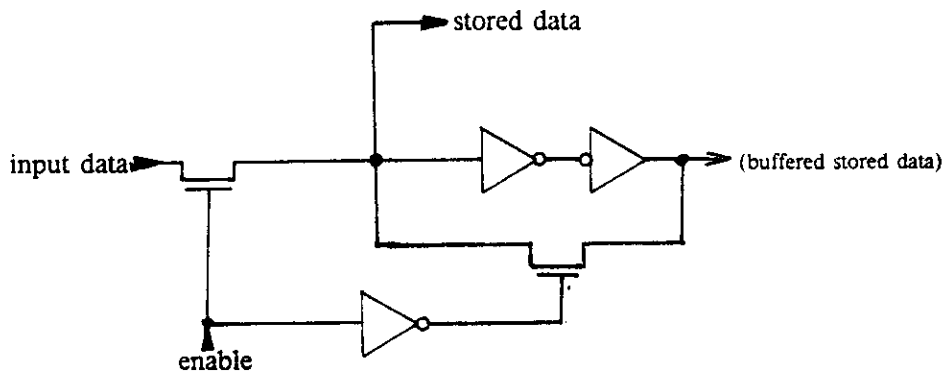 stored data
input data
(buffered stored data)
enable